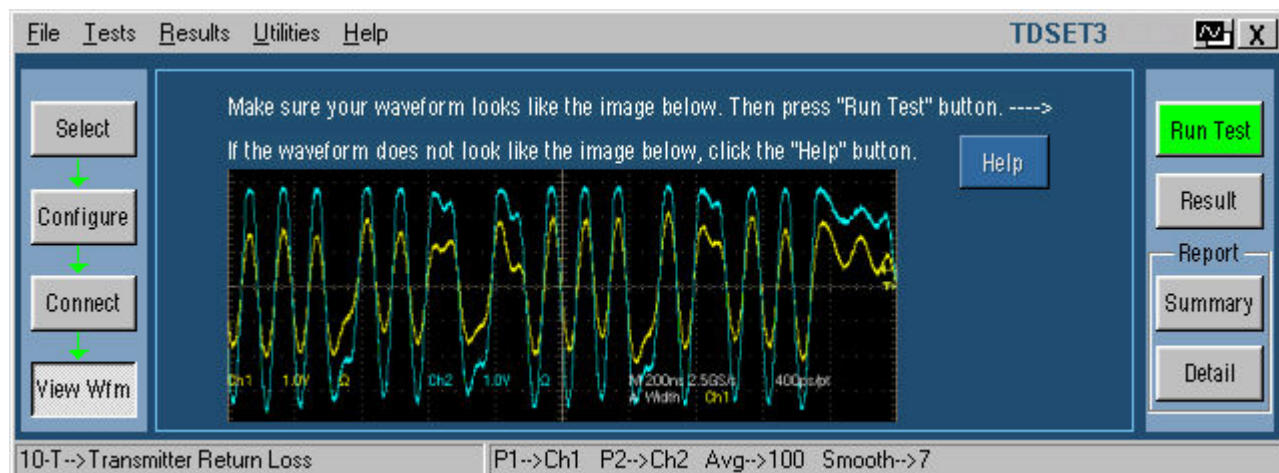 File Tests Results Utilities Help TDSET3 X
Make sure your waveform looks like the image below. Then press "Run Test" button. ---->
If the waveform does not look like the image below, click the "Help" button.
Help
Select
Configure
Connect
View Wfm
Ch1 1.0V Ω Ch2 1.0V Ω M 200ns 2.5GS/s 400ps/pt
A Width Ch1
Run Test
Result
Report
Summary
Detail
10-T-->Transmitter Return Loss P1-->Ch1 P2-->Ch2 Avg-->100 Smooth-->7